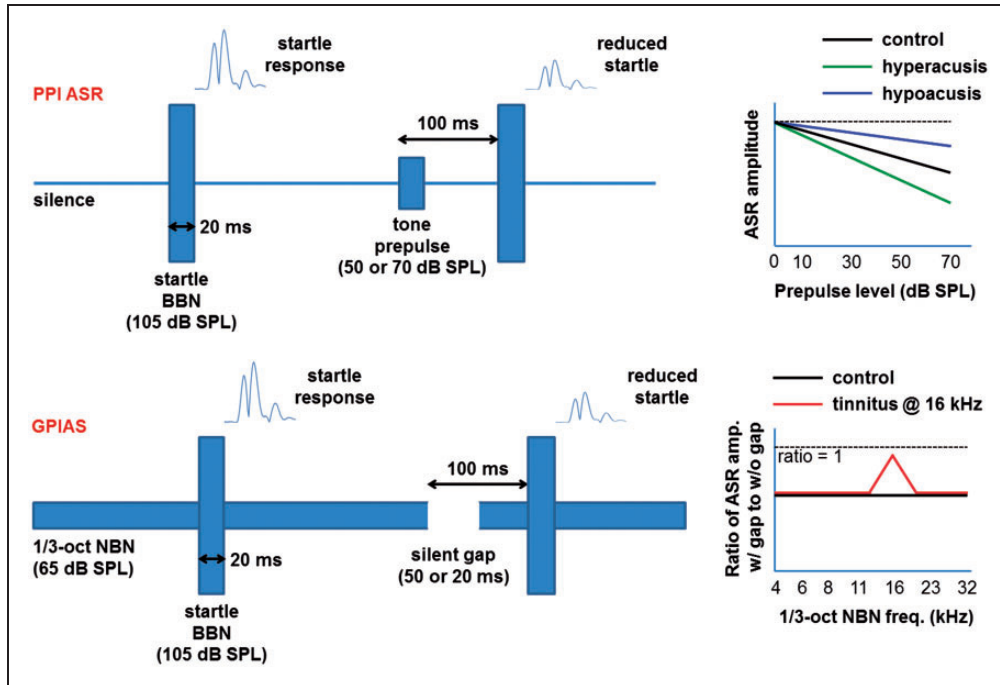 startle
response
reduced
startle
PPI ASR
100 ms
silence
20 ms
tone
prepulse
(50 or 70 dB SPL)
startle
BBN
(105 dB SPL)
control
hyperacusis
hypoacusis
ASR amplitude
0 10 30 50 70
Prepulse level (dB SPL)
startle
response
reduced
startle
GPIAS
100 ms
1/3-oct NBN
(65 dB SPL)
20 ms
silent gap
(50 or 20 ms)
startle
BBN
(105 dB SPL)
control
tinnitus @ 16 kHz
Ratio of ASR amp.
w/ gap to w/o gap
ratio = 1
4 6 8 11 16 23 32
1/3-oct NBN freq. (kHz)